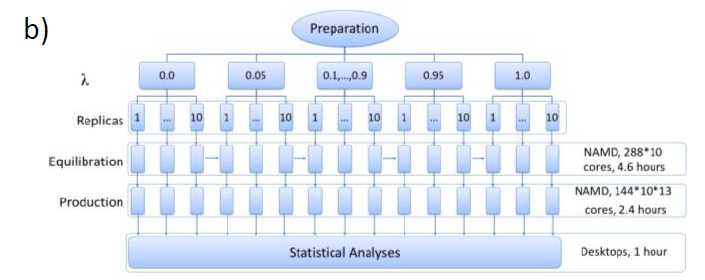 b)
Preparation
λ
0.0
0.05
0.1,...,0.9
0.95
1.0
Replicas
1 ... 10 1 ... 10 1 ... 10 1 ... 10 1 ... 10
Equilibration
NAMD, 288*10
cores, 4.6 hours
Production
NAMD, 144*10*13
cores, 2.4 hours
Statistical Analyses
Desktops, 1 hour